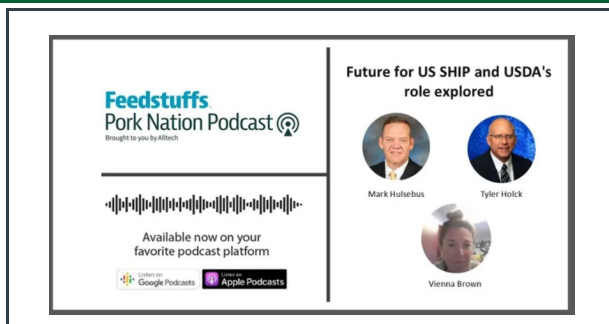 Feedstuffs.
Pork Nation Podcast
Brought to you by Alltech
Available now on your
favorite podcast platform
Listen on
Google Podcasts
Listen on
Apple Podcasts
Future for US SHIP and USDA's
role explored
Mark Hulsebus
Tyler Holck
Vienna Brown